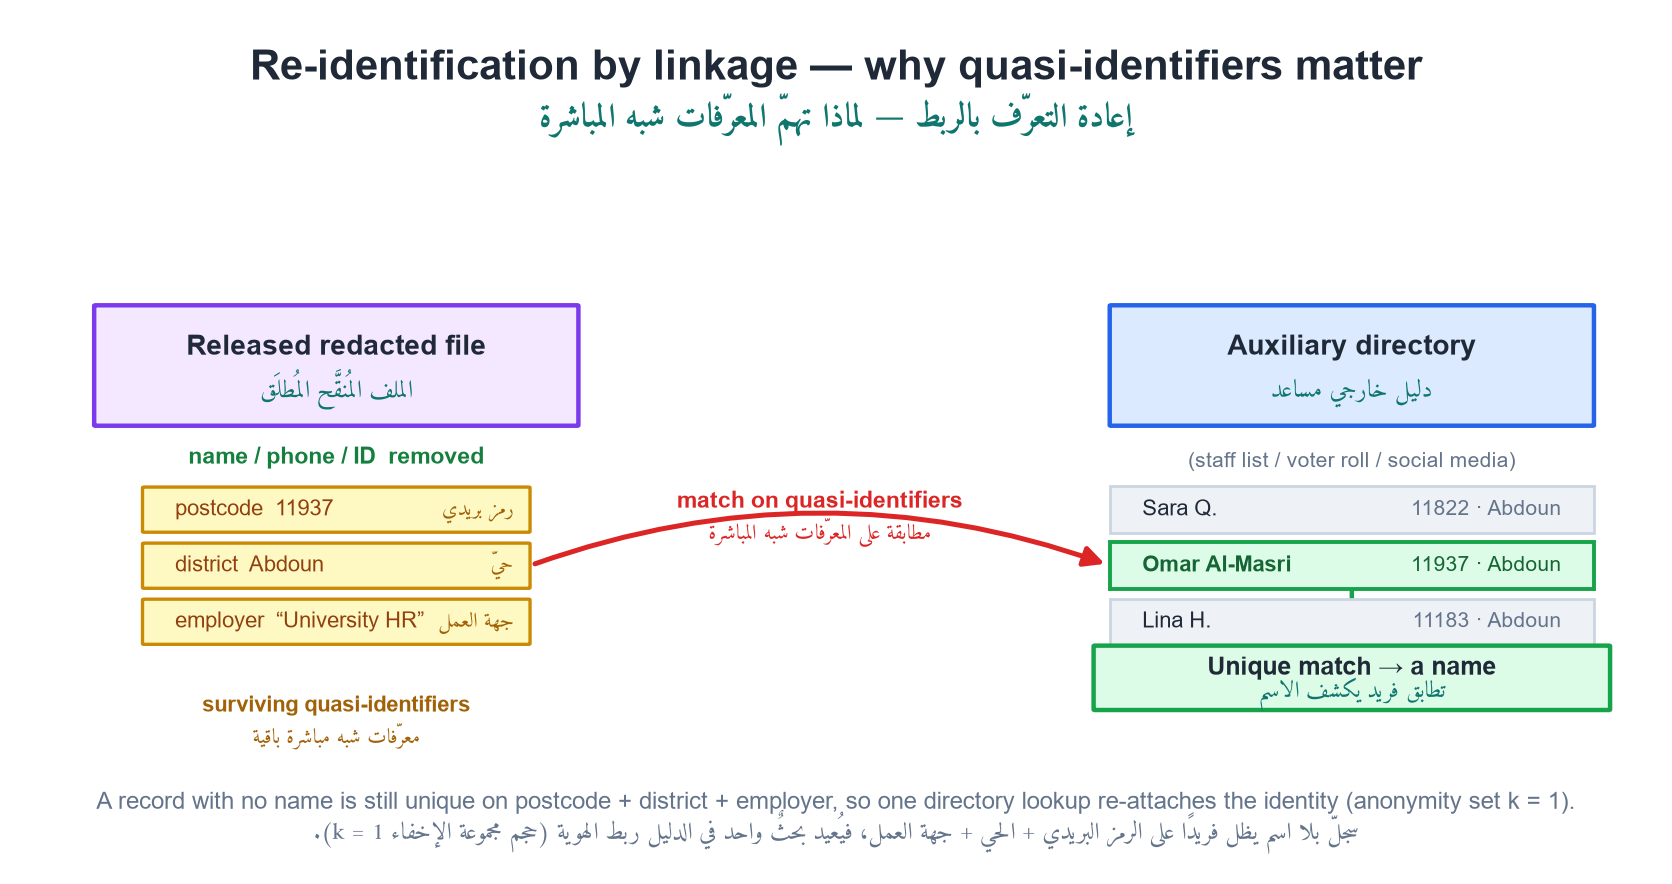 Re-identification by linkage — why quasi-identifiers matter
إعادة التعرّف بالربط — لماذا تهمّ المعرّفات شبه المباشرة
Released redacted file
الملف المُنقَّح المُطلَق
name / phone / ID removed
postcode 11937 رمز بريدي
district Abdoun حيّ
employer “University HR” جهة العمل
surviving quasi-identifiers
معرّفات شبه مباشرة باقية
match on quasi-identifiers
مطابقة على المعرّفات شبه المباشرة
Auxiliary directory
دليل خارجي مساعد
(staff list / voter roll / social media)
Sara Q. 11822 · Abdoun
Omar Al-Masri 11937 · Abdoun
Lina H. 11183 · Abdoun
Unique match → a name
تطابق فريد يكشف الاسم
A record with no name is still unique on postcode + district + employer, so one directory lookup re-attaches the identity (anonymity set k = 1).
سجلّ بلا اسم يظل فريدًا على الرمز البريدي + الحي + جهة العمل، فيُعيد بحثٌ واحد في الدليل ربط الهوية (حجم مجموعة الإخفاء k = 1).